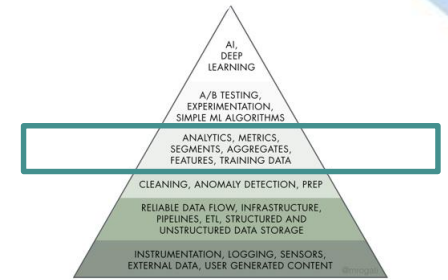 AI,
DEEP
LEARNING
A/B TESTING,
EXPERIMENTATION,
SIMPLE ML ALGORITHMS
ANALYTICS, METRICS,
SEGMENTS, AGGREGATES,
FEATURES, TRAINING DATA
CLEANING, ANOMALY DETECTION, PREP
RELIABLE DATA FLOW, INFRASTRUCTURE,
PIPELINES, ETL, STRUCTURED AND
UNSTRUCTURED DATA STORAGE
INSTRUMENTATION, LOGGING, SENSORS,
EXTERNAL DATA, USER GENERATED CONTENT